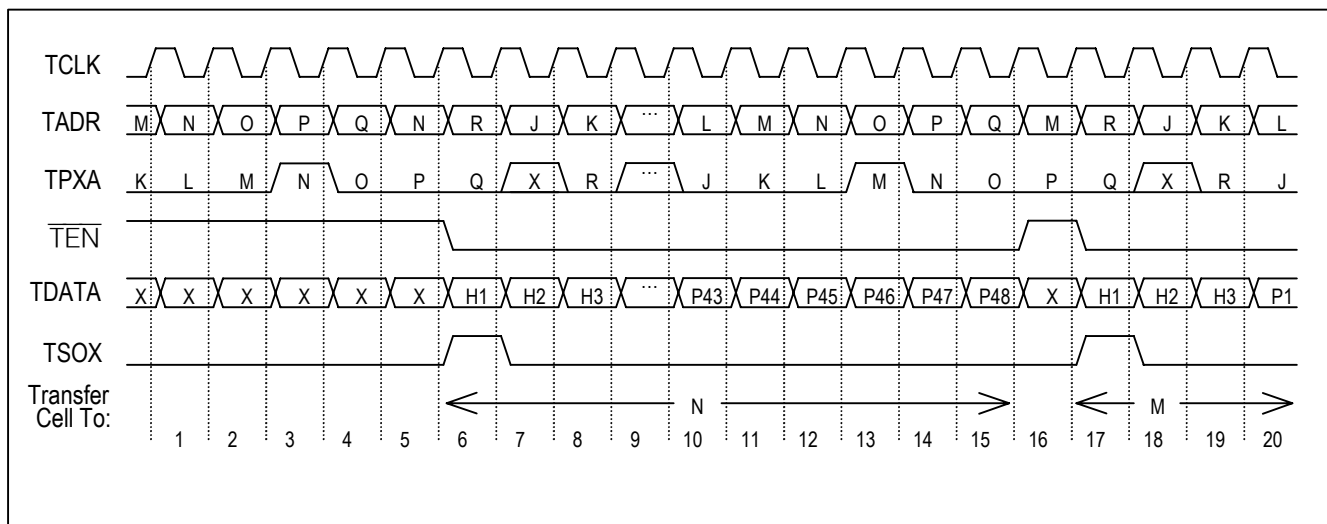 TCLK
TADR M N O P Q N R J K ... L M N O P Q M R J K L
TPXA K L M N O P Q X R ... J K L M N O P Q X R J
TEN
TDATA X X X X X X H1 H2 H3 ... P43 P44 P45 P46 P47 P48 X H1 H2 H3 P1
TSOX
Transfer
Cell To: N M
1 2 3 4 5 6 7 8 9 10 11 12 13 14 15 16 17 18 19 20